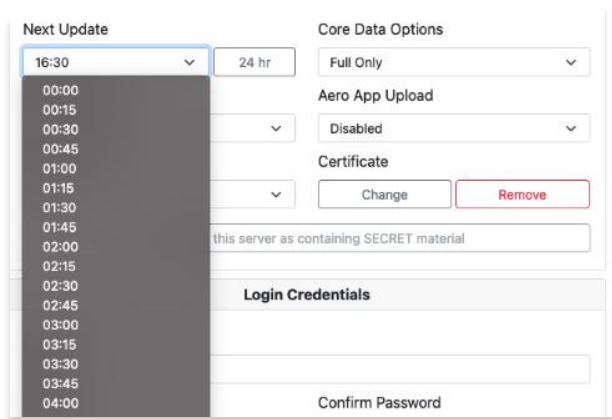 Next Update
Core Data Options
16:30
24 hr
Full Only
00:00
00:15
00:30
00:45
01:00
01:15
01:30
01:45
02:00
02:15
02:30
02:45
03:00
03:15
03:30
03:45
04:00
Aero App Upload
Disabled
Certificate
Change
Remove
this server as containing SECRET material
Login Credentials
Confirm Password